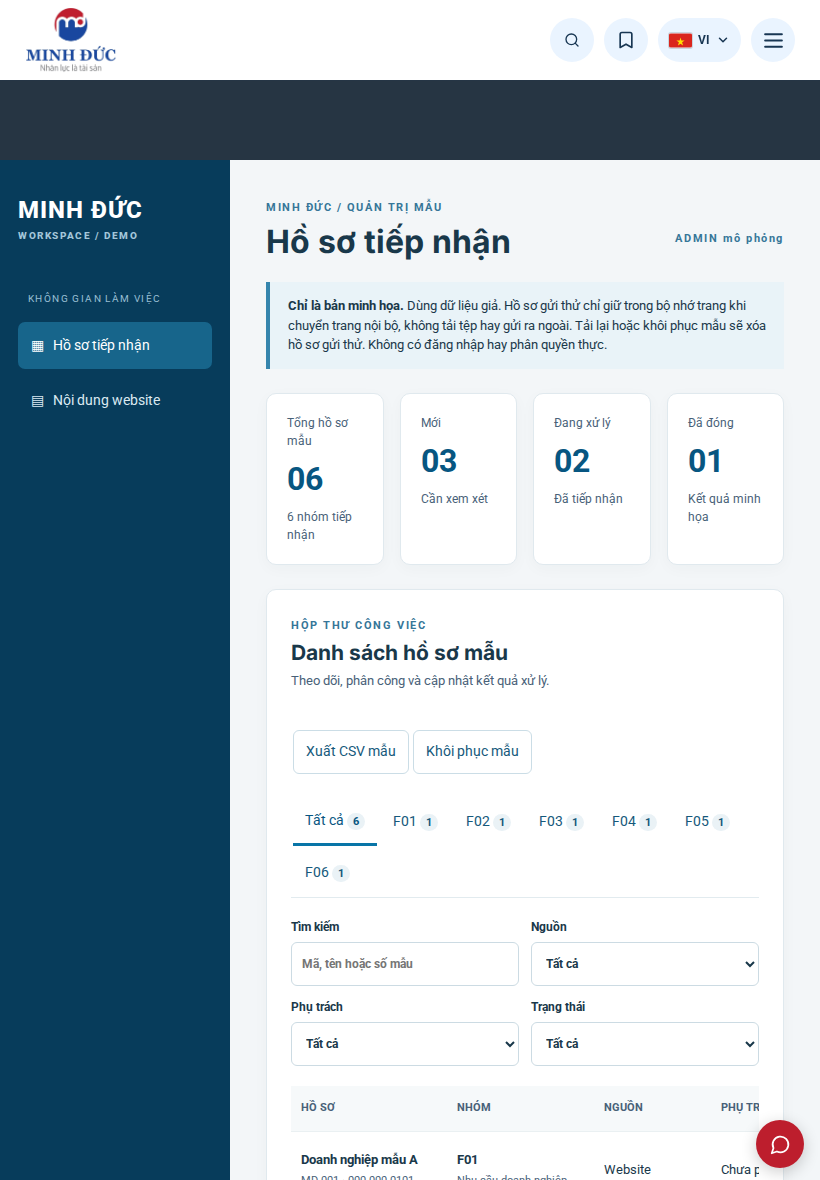 MINH ĐỨC
Nhân lực là tài sản
VI
MINH ĐỨC
WORKSPACE / DEMO
KHÔNG GIAN LÀM VIỆC
Hồ sơ tiếp nhận
Nội dung website
MINH ĐỨC / QUẢN TRỊ MẪU
Hồ sơ tiếp nhận
ADMIN mô phỏng
Chỉ là bản minh họa. Dùng dữ liệu giả. Hồ sơ gửi thử chỉ giữ trong bộ nhớ trang khi
chuyển trang nội bộ, không tải tệp hay gửi ra ngoài. Tải lại hoặc khôi phục mẫu sẽ xóa
hồ sơ gửi thử. Không có đăng nhập hay phân quyền thực.
Tổng hồ sơ
mẫu
06
6 nhóm tiếp
nhận
Mới
03
Cần xem xét
Đang xử lý
02
Đã tiếp nhận
Đã đóng
01
Kết quả minh
họa
HỘP THƯ CÔNG VIỆC
Danh sách hồ sơ mẫu
Theo dõi, phân công và cập nhật kết quả xử lý.
Xuất CSV mẫu Khôi phục mẫu
Tất cả 6 F01 1 F02 1 F03 1 F04 1 F05 1
F06 1
Tìm kiếm Nguồn
Mã, tên hoặc số mẫu Tất cả
Phụ trách Trạng thái
Tất cả Tất cả
HỒ SƠ NHÓM NGUỒN PHỤ TR
Doanh nghiệp mẫu A F01
Website Chưa p